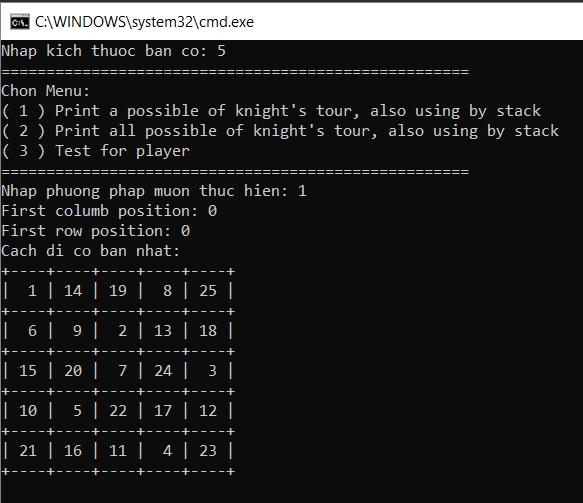 C:\WINDOWS\system32\cmd.exe
Nhap kich thuoc ban co: 5
====================================================
Chon Menu:
( 1 ) Print a possible of knight's tour, also using by stack
( 2 ) Print all possible of knight's tour, also using by stack
( 3 ) Test for player
====================================================
Nhap phuong phap muon thuc hien: 1
First columb position: 0
First row position: 0
Cach di co ban nhat:
+----+----+----+----+----+
|  1 | 14 | 19 |  8 | 25 |
+----+----+----+----+----+
|  6 |  9 |  2 | 13 | 18 |
+----+----+----+----+----+
| 15 | 20 |  7 | 24 |  3 |
+----+----+----+----+----+
| 10 |  5 | 22 | 17 | 12 |
+----+----+----+----+----+
| 21 | 16 | 11 |  4 | 23 |
+----+----+----+----+----+